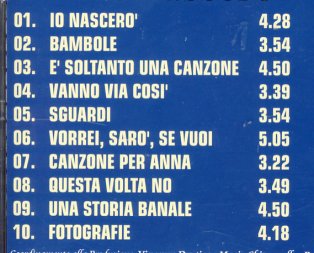 01. IO NASCERO' 4.28
02. BAMBOLE 3.54
03. E' SOLTANTO UNA CANZONE 4.50
04. VANNO VIA COSI' 3.39
05. SGUARDI 3.54
06. VORREI, SARO', SE VUOI 5.05
07. CANZONE PER ANNA 3.22
08. QUESTA VOLTA NO 3.49
09. UNA STORIA BANALE 4.50
10. FOTOGRAFIE 4.18